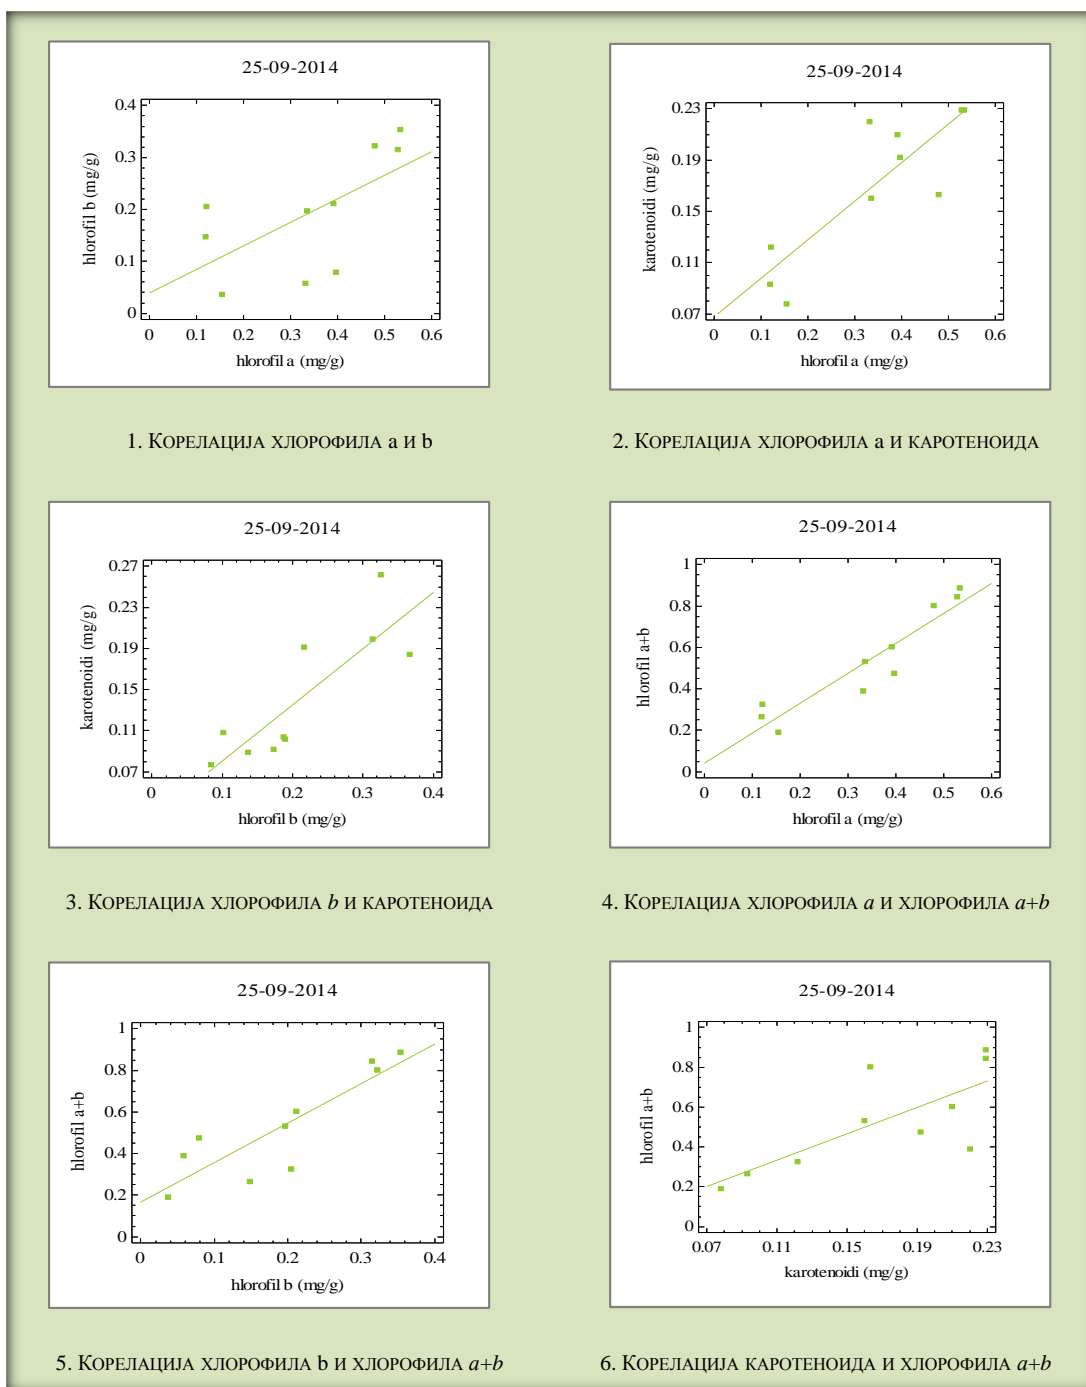 25-09-2014
hlorofil b (mg/g)
0.4
0.3
0.2
0.1
0
0 0.1 0.2 0.3 0.4 0.5 0.6
hlorofil a (mg/g)
1. КОРЕЛАЦИЈА ХЛОРОФИЛА a И b
25-09-2014
karotenoidi (mg/g)
0.23
0.19
0.15
0.11
0.07
0 0.1 0.2 0.3 0.4 0.5 0.6
hlorofil a (mg/g)
2. КОРЕЛАЦИЈА ХЛОРОФИЛА a И КАРОТЕНОИДА
25-09-2014
karotenoidi (mg/g)
0.27
0.23
0.19
0.15
0.11
0.07
0 0.1 0.2 0.3 0.4
hlorofil b (mg/g)
3. КОРЕЛАЦИЈА ХЛОРОФИЛА b И КАРОТЕНОИДА
25-09-2014
hlorofil a+b
1
0.8
0.6
0.4
0.2
0
0 0.1 0.2 0.3 0.4 0.5 0.6
hlorofil a (mg/g)
4. КОРЕЛАЦИЈА ХЛОРОФИЛА a И ХЛОРОФИЛА a+b
25-09-2014
hlorofil a+b
1
0.8
0.6
0.4
0.2
0
0 0.1 0.2 0.3 0.4
hlorofil b (mg/g)
5. КОРЕЛАЦИЈА ХЛОРОФИЛА b И ХЛОРОФИЛА a+b
25-09-2014
hlorofil a+b
1
0.8
0.6
0.4
0.2
0
0.07 0.11 0.15 0.19 0.23
karotenoidi (mg/g)
6. КОРЕЛАЦИЈА КАРОТЕНОИДА И ХЛОРОФИЛА a+b